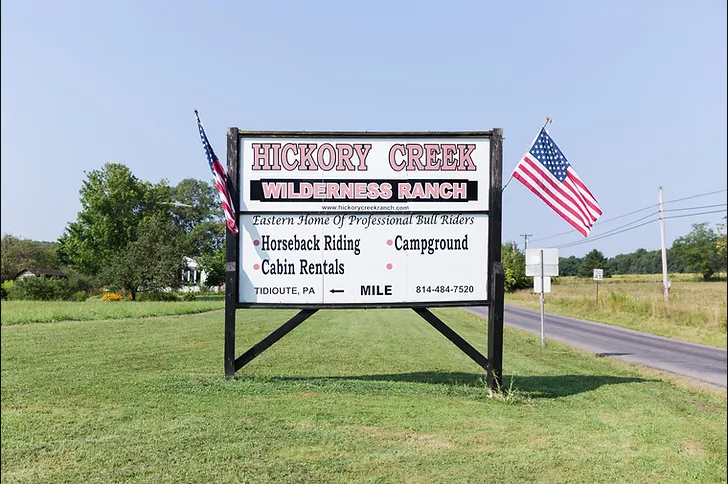 HICKORY CREEK
WILDERNESS RANCH
www.hickorycreekranch.com
Eastern Home Of Professional Bull Riders
• Horseback Riding • Campground
• Cabin Rentals •
TIDIOUTE, PA ← MILE 814-484-7520